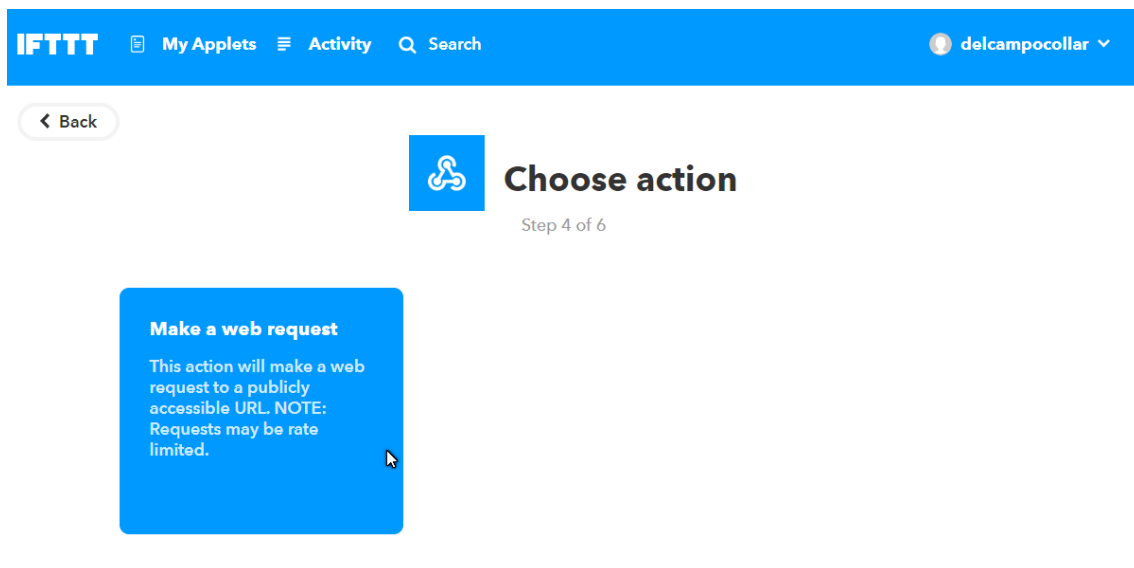 IFTTT My Applets Activity Search delcampocollar
Back
Choose action
Step 4 of 6
Make a web request
This action will make a web
request to a publicly
accessible URL. NOTE:
Requests may be rate
limited.